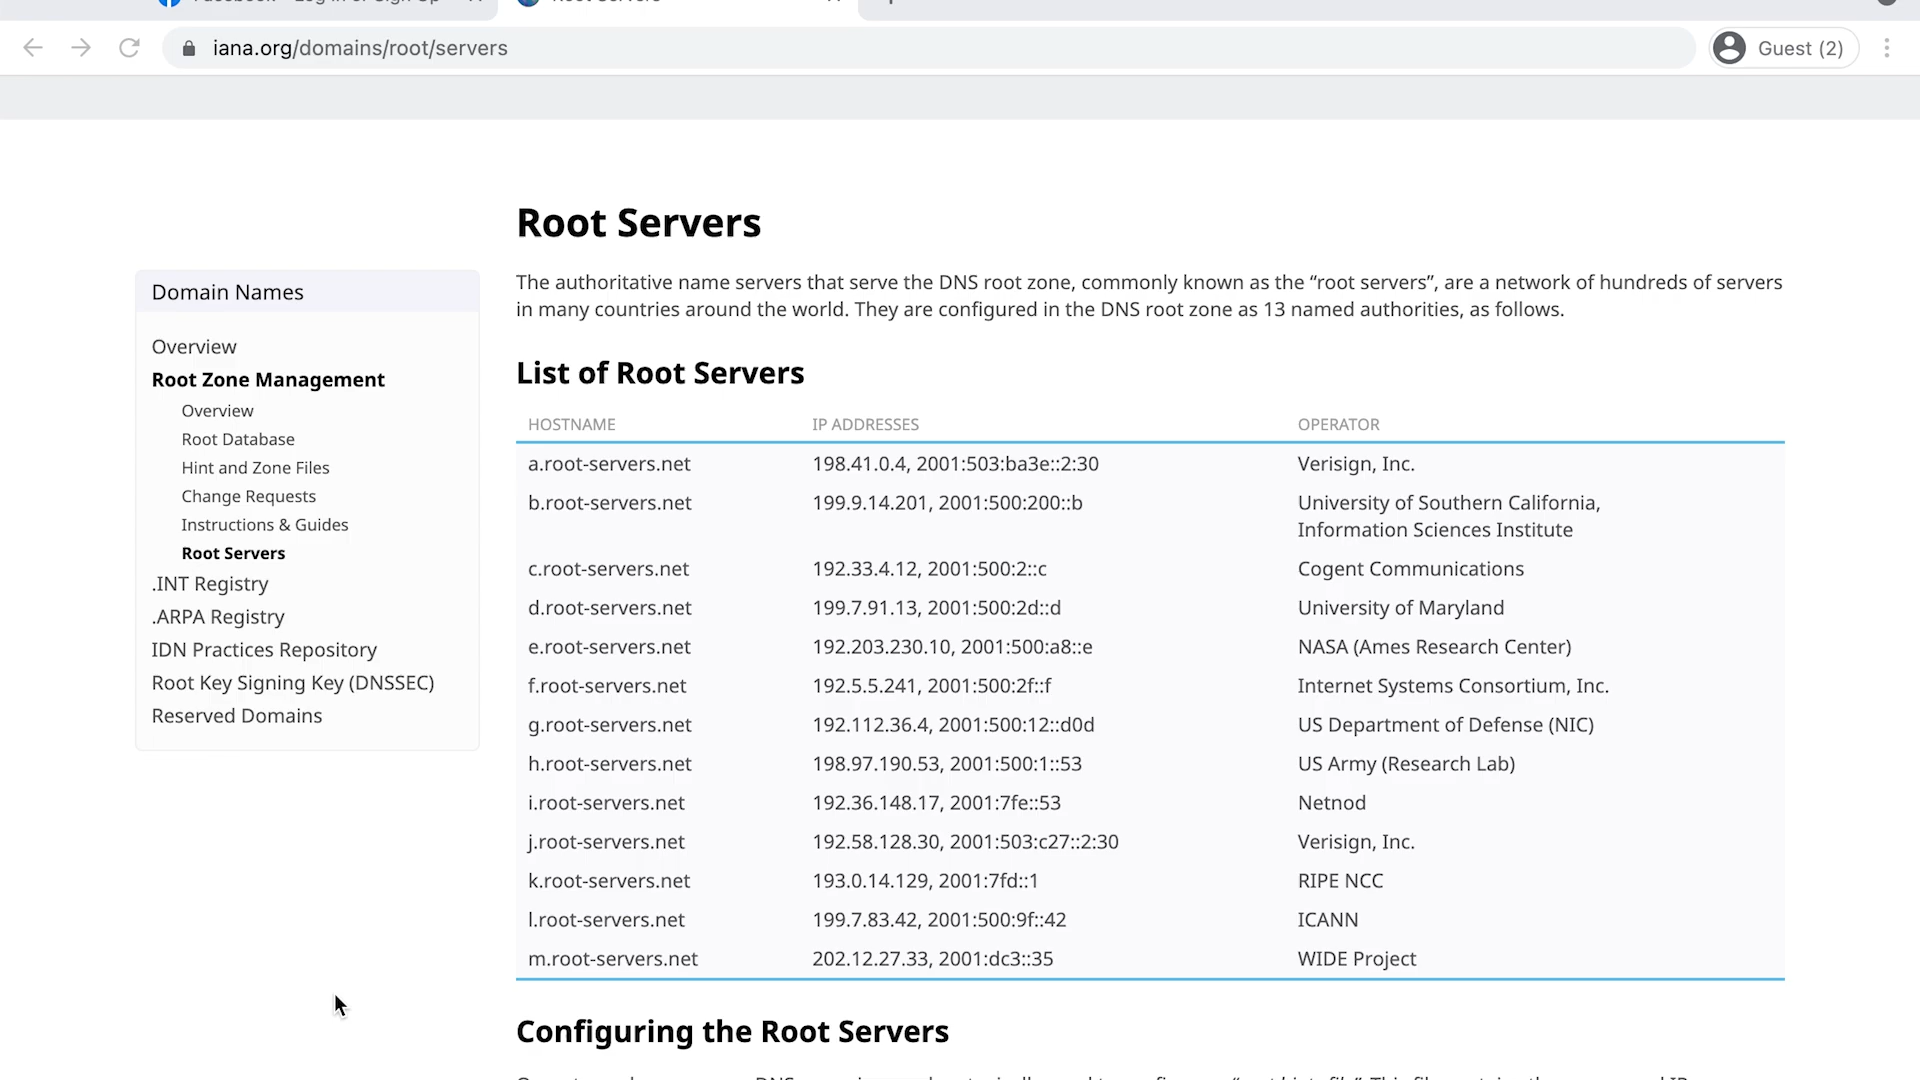 Root Servers
iana.org/domains/root/servers
Guest (2)
Root Servers
The authoritative name servers that serve the DNS root zone, commonly known as the “root servers”, are a network of hundreds of servers
in many countries around the world. They are configured in the DNS root zone as 13 named authorities, as follows.
Domain Names
Overview
Root Zone Management
Overview
Root Database
Hint and Zone Files
Change Requests
Instructions & Guides
Root Servers
.INT Registry
.ARPA Registry
IDN Practices Repository
Root Key Signing Key (DNSSEC)
Reserved Domains
List of Root Servers
HOSTNAME IP ADDRESSES OPERATOR
a.root-servers.net 198.41.0.4, 2001:503:ba3e::2:30 Verisign, Inc.
b.root-servers.net 199.9.14.201, 2001:500:200::b University of Southern California,
Information Sciences Institute
c.root-servers.net 192.33.4.12, 2001:500:2::c Cogent Communications
d.root-servers.net 199.7.91.13, 2001:500:2d::d University of Maryland
e.root-servers.net 192.203.230.10, 2001:500:a8::e NASA (Ames Research Center)
f.root-servers.net 192.5.5.241, 2001:500:2f::f Internet Systems Consortium, Inc.
g.root-servers.net 192.112.36.4, 2001:500:12::d0d US Department of Defense (NIC)
h.root-servers.net 198.97.190.53, 2001:500:1::53 US Army (Research Lab)
i.root-servers.net 192.36.148.17, 2001:7fe::53 Netnod
j.root-servers.net 192.58.128.30, 2001:503:c27::2:30 Verisign, Inc.
k.root-servers.net 193.0.14.129, 2001:7fd::1 RIPE NCC
l.root-servers.net 199.7.83.42, 2001:500:9f::42 ICANN
m.root-servers.net 202.12.27.33, 2001:dc3::35 WIDE Project
Configuring the Root Servers